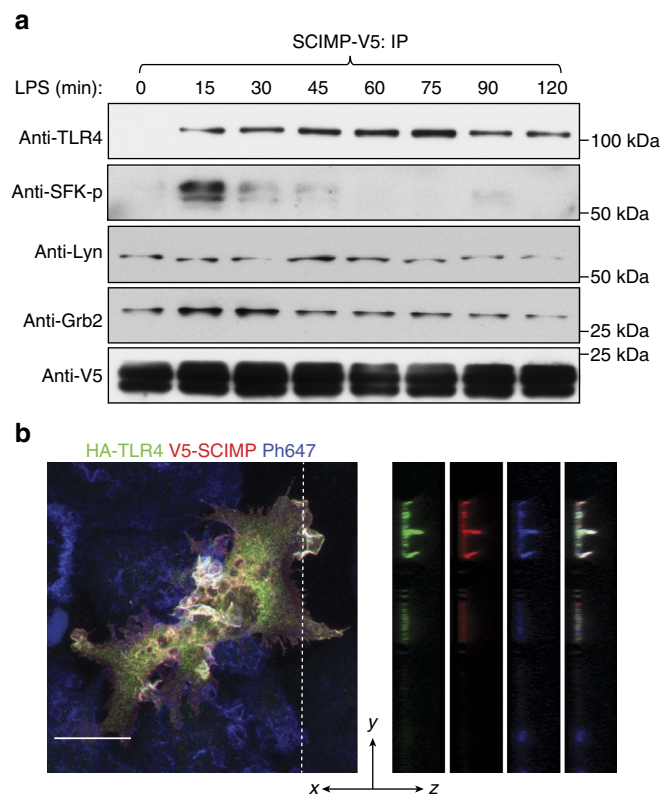 a
SCIMP-V5: IP
LPS (min): 0 15 30 45 60 75 90 120
Anti-TLR4
100 kDa
Anti-SFK-p
50 kDa
Anti-Lyn
50 kDa
Anti-Grb2
25 kDa
25 kDa
Anti-V5
b
HA-TLR4 V5-SCIMP Ph647
y
x z